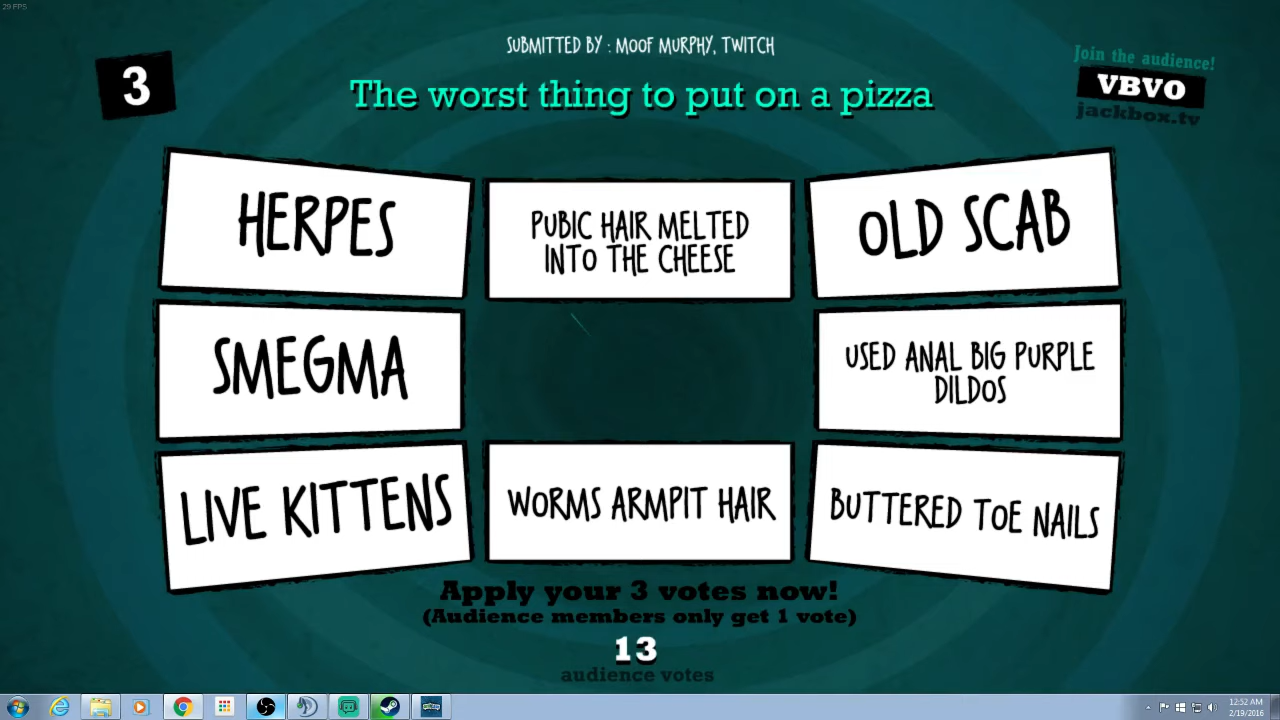 29 FPS
SUBMITTED BY : MOOF MURPHY, TWITCH
3
The worst thing to put on a pizza
Join the audience!
VBVO
jackbox.tv
HERPES
PUBIC HAIR MELTED
INTO THE CHEESE
OLD SCAB
SMEGMA
USED ANAL BIG PURPLE
DILDOS
LIVE KITTENS
WORMS ARMPIT HAIR
BUTTERED TOE NAILS
Apply your 3 votes now!
(Audience members only get 1 vote)
13
audience votes
12:52 AM
2/19/2016